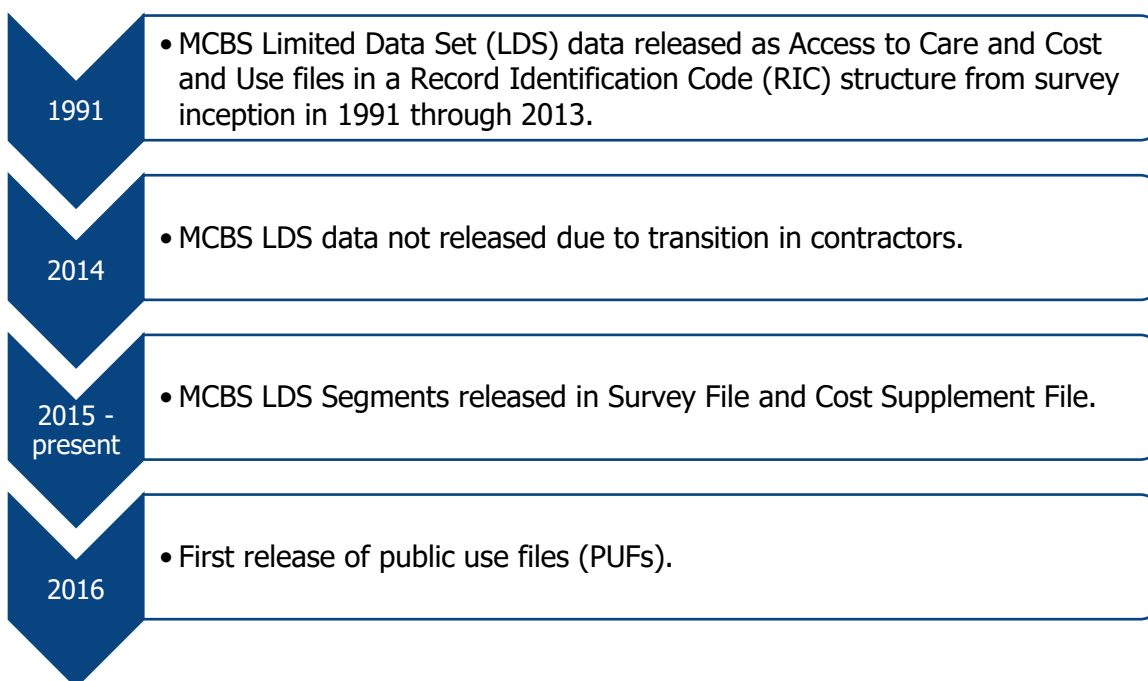 1991
• MCBS Limited Data Set (LDS) data released as Access to Care and Cost
and Use files in a Record Identification Code (RIC) structure from survey
inception in 1991 through 2013.
2014
• MCBS LDS data not released due to transition in contractors.
2015 -
present
• MCBS LDS Segments released in Survey File and Cost Supplement File.
2016
• First release of public use files (PUFs).